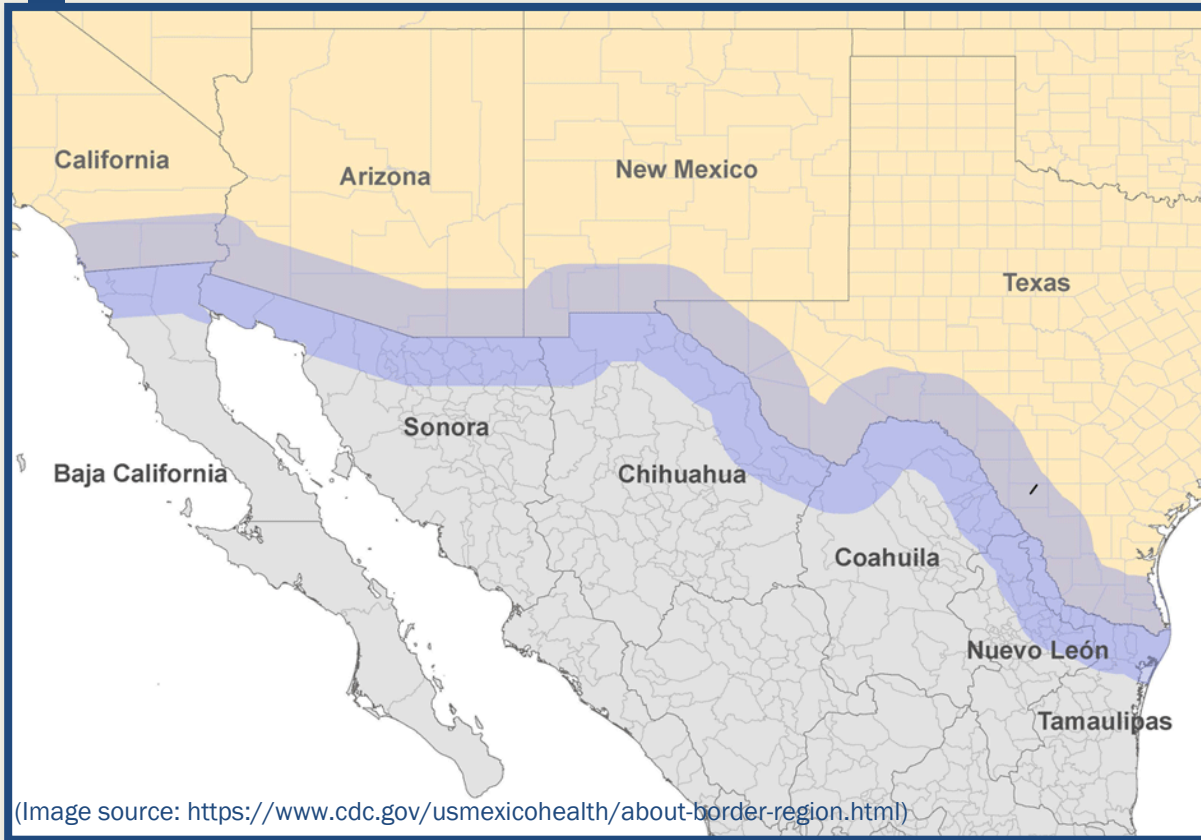 California
Arizona
New Mexico
Texas
Sonora
Baja California
Chihuahua
Coahuila
Nuevo León
Tamaulipas
(Image source: https://www.cdc.gov/usmexicohealth/about-border-region.html)